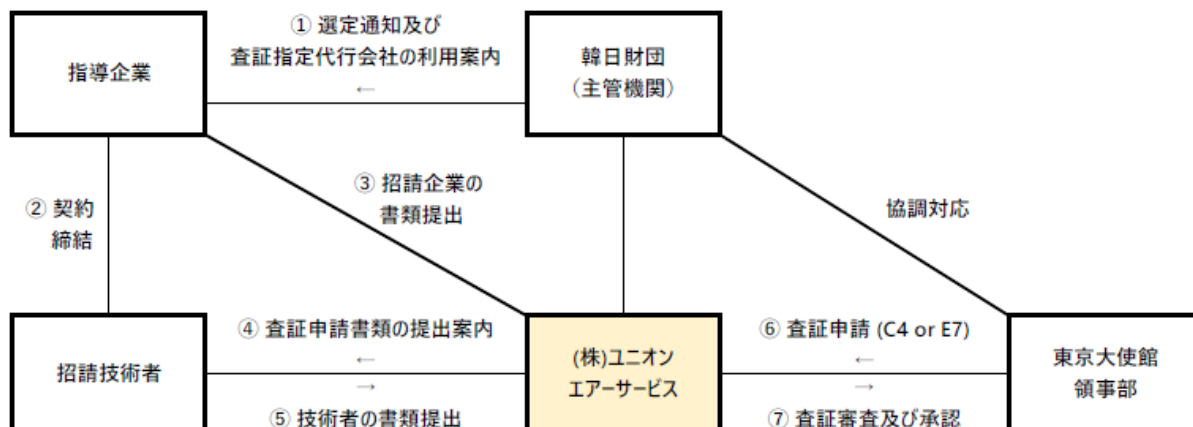 ① 選定通知及び
査証指定代行会社の利用案内
←
指導企業
韓日財団
（主管機関）
③ 招請企業の
書類提出
② 契約
締結
協調対応
④ 査証申請書類の提出案内
←
→
⑤ 技術者の書類提出
招請技術者
(株)ユニオン
エアーサービス
⑥ 査証申請 (C4 or E7)
←
→
⑦ 査証審査及び承認
東京大使館
領事部